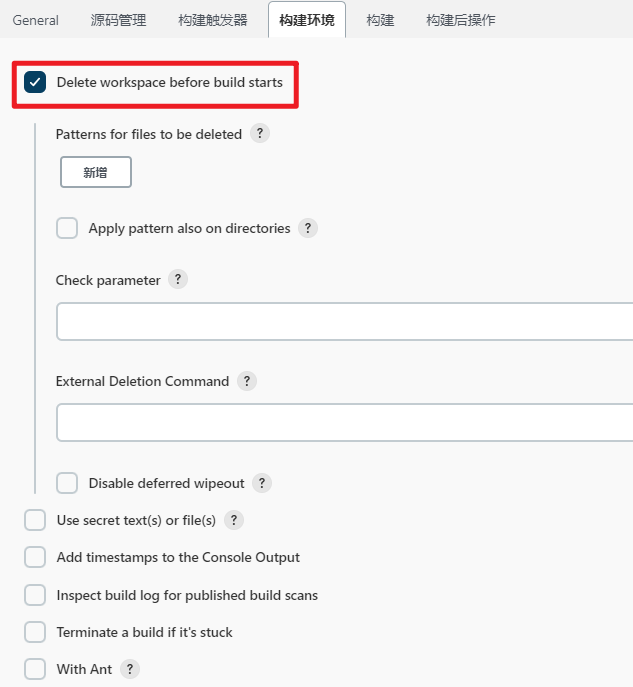 General 源码管理 构建触发器 构建环境 构建 构建后操作
Delete workspace before build starts
Patterns for files to be deleted ?
新增
Apply pattern also on directories ?
Check parameter ?
External Deletion Command ?
Disable deferred wipeout ?
Use secret text(s) or file(s) ?
Add timestamps to the Console Output
Inspect build log for published build scans
Terminate a build if it's stuck
With Ant ?